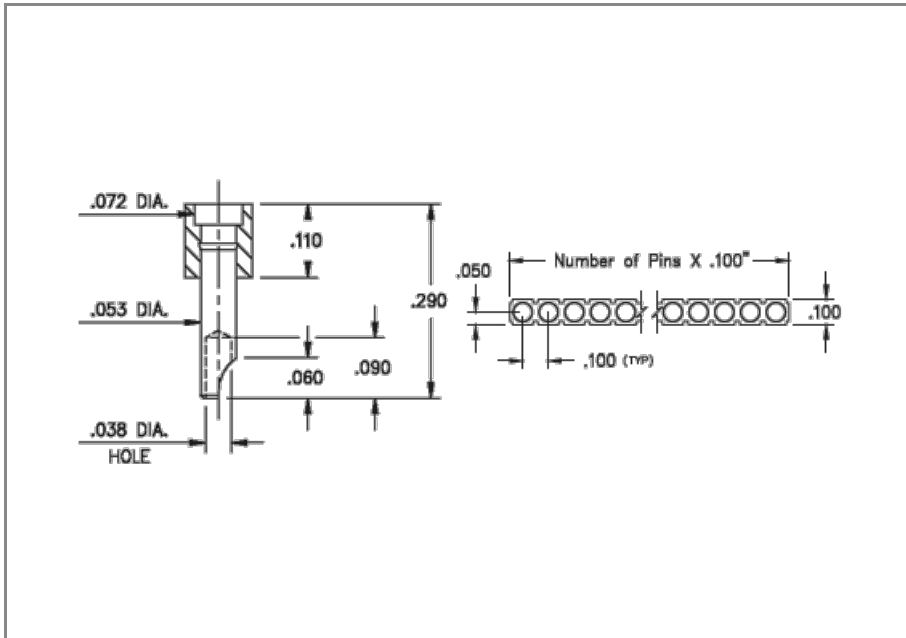 .072 DIA.
.110
.053 DIA.
.290
.090
.060
.038 DIA.
HOLE
Number of Pins X .100"
.050
.100
.100 (TYP)